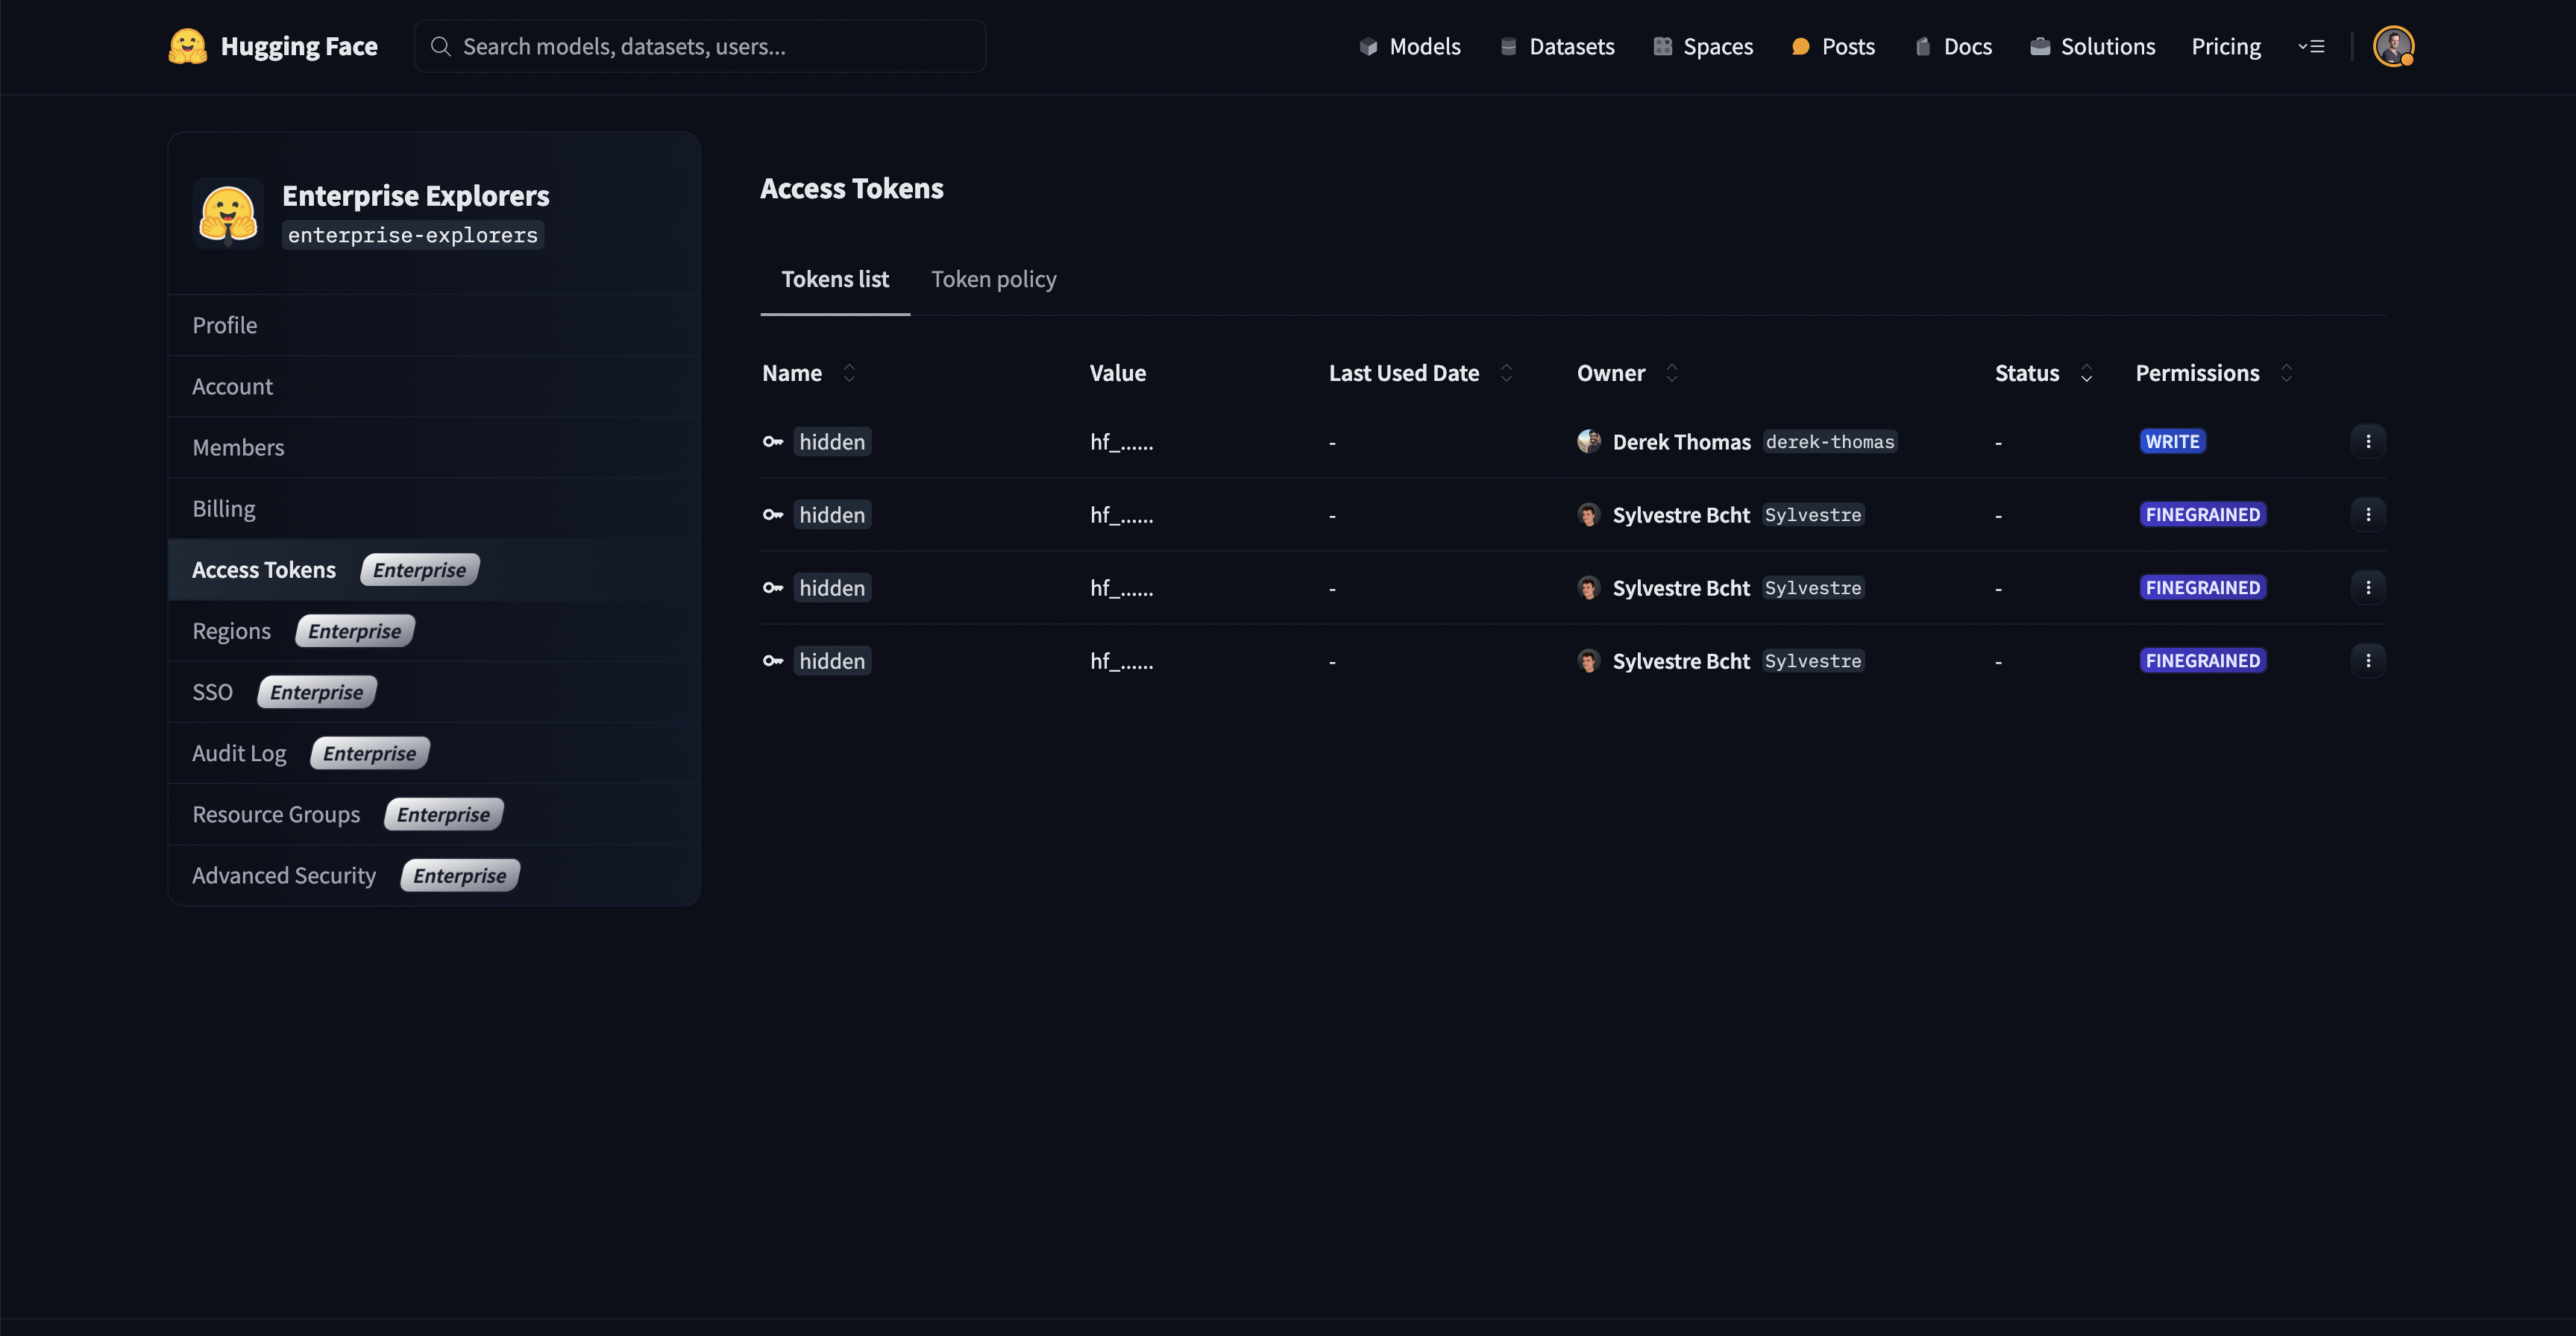 Hugging Face Search models, datasets, users... Models Datasets Spaces Posts Docs Solutions Pricing
Enterprise Explorers
enterprise-explorers
Profile
Account
Members
Billing
Access Tokens Enterprise
Regions Enterprise
SSO Enterprise
Audit Log Enterprise
Resource Groups Enterprise
Advanced Security Enterprise
Access Tokens
Tokens list Token policy
Name Value Last Used Date Owner Status Permissions
hidden hf_...... - Derek Thomas derek-thomas - WRITE
hidden hf_...... - Sylvestre Bcht Sylvestre - FINEGRAINED
hidden hf_...... - Sylvestre Bcht Sylvestre - FINEGRAINED
hidden hf_...... - Sylvestre Bcht Sylvestre - FINEGRAINED